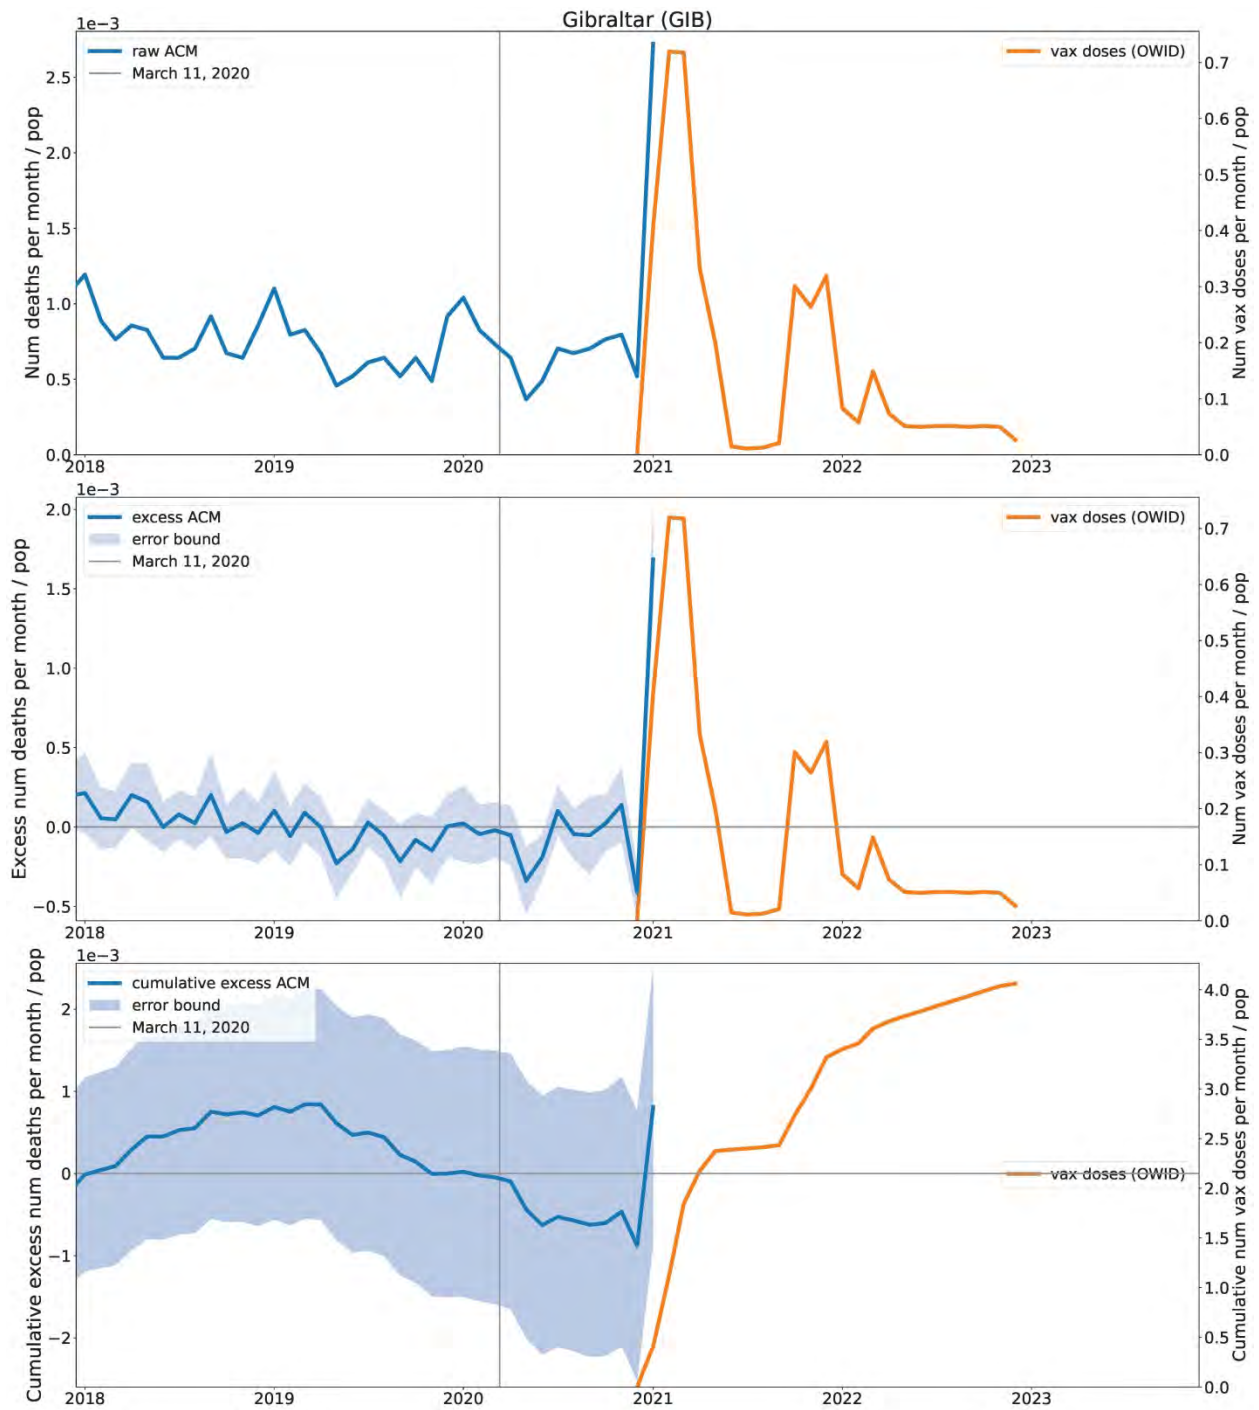 Gibraltar (GIB)
1e−3
raw ACM
March 11, 2020
vax doses (OWID)
Num deaths per month / pop
2.5
2.0
1.5
1.0
0.5
0.0
Num vax doses per month / pop
0.7
0.6
0.5
0.4
0.3
0.2
0.1
0.0
2018 2019 2020 2021 2022 2023
1e−3
excess ACM
error bound
March 11, 2020
vax doses (OWID)
Excess num deaths per month / pop
2.0
1.5
1.0
0.5
0.0
−0.5
Num vax doses per month / pop
0.7
0.6
0.5
0.4
0.3
0.2
0.1
0.0
2018 2019 2020 2021 2022 2023
1e−3
cumulative excess ACM
error bound
March 11, 2020
vax doses (OWID)
Cumulative excess num deaths per month / pop
2
1
0
−1
−2
Cumulative num vax doses per month / pop
4.0
3.5
3.0
2.5
2.0
1.5
1.0
0.5
0.0
2018 2019 2020 2021 2022 2023